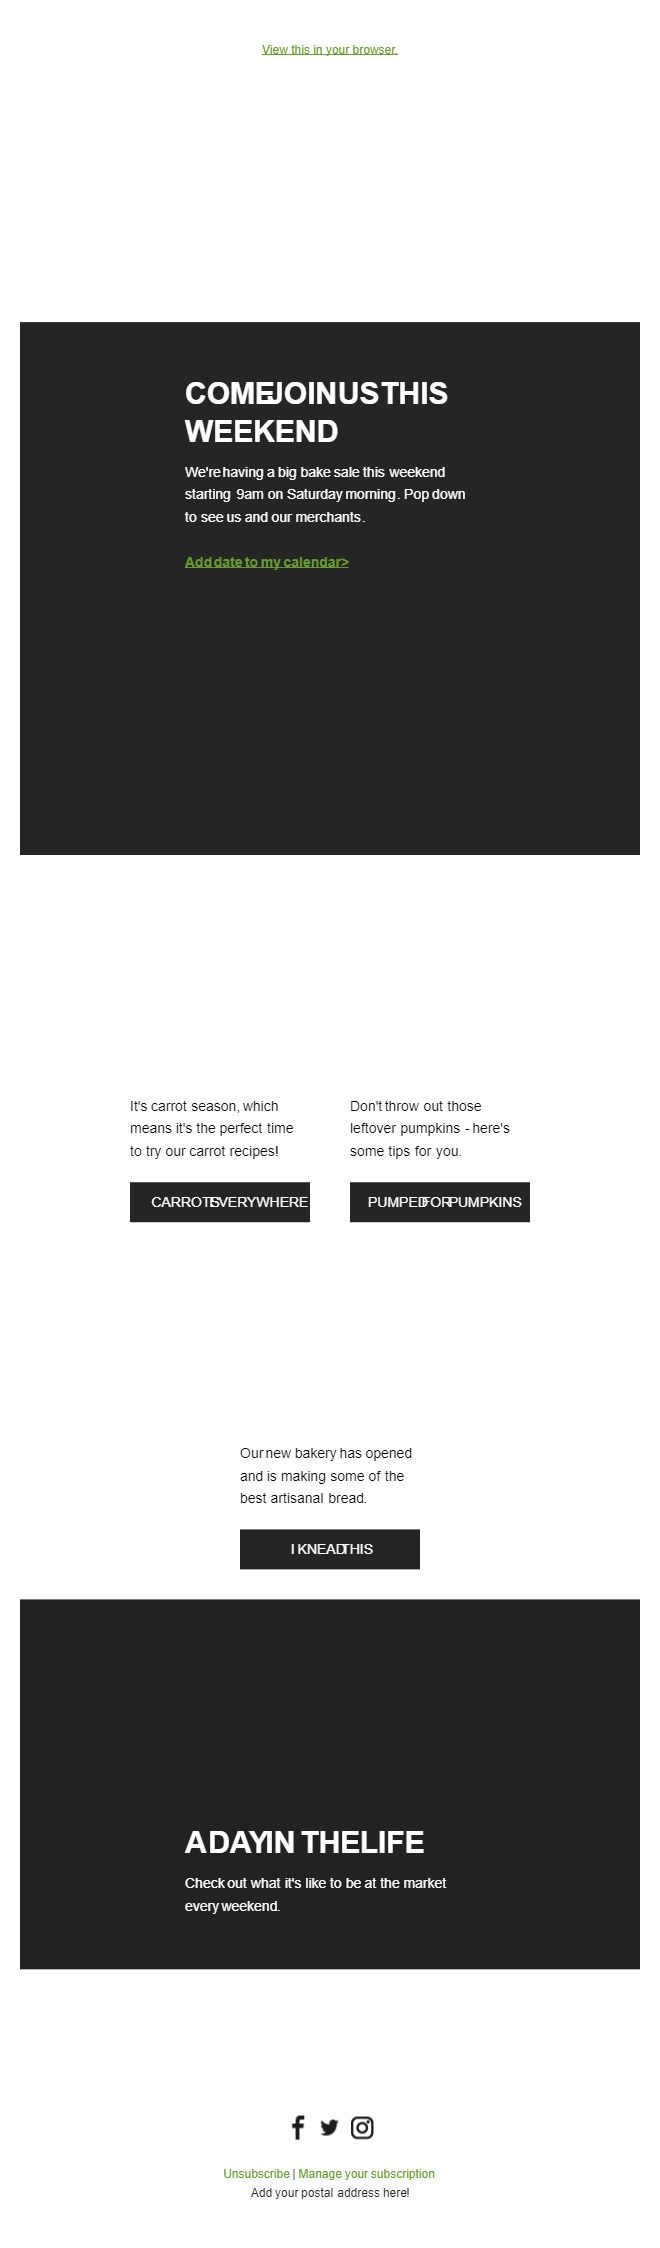 View this in your browser.
COME JOIN US THIS
WEEKEND
We're having a big bake sale this weekend
starting 9am on Saturday morning. Pop down
to see us and our merchants.
Add date to my calendar>
It's carrot season, which
means it's the perfect time
to try our carrot recipes!
CARROTS EVERYWHERE
Don't throw out those
leftover pumpkins - here's
some tips for you.
PUMPED FOR PUMPKINS
Our new bakery has opened
and is making some of the
best artisanal bread.
I KNEAD THIS
A DAY IN THE LIFE
Check out what it's like to be at the market
every weekend.
Unsubscribe | Manage your subscription
Add your postal address here!